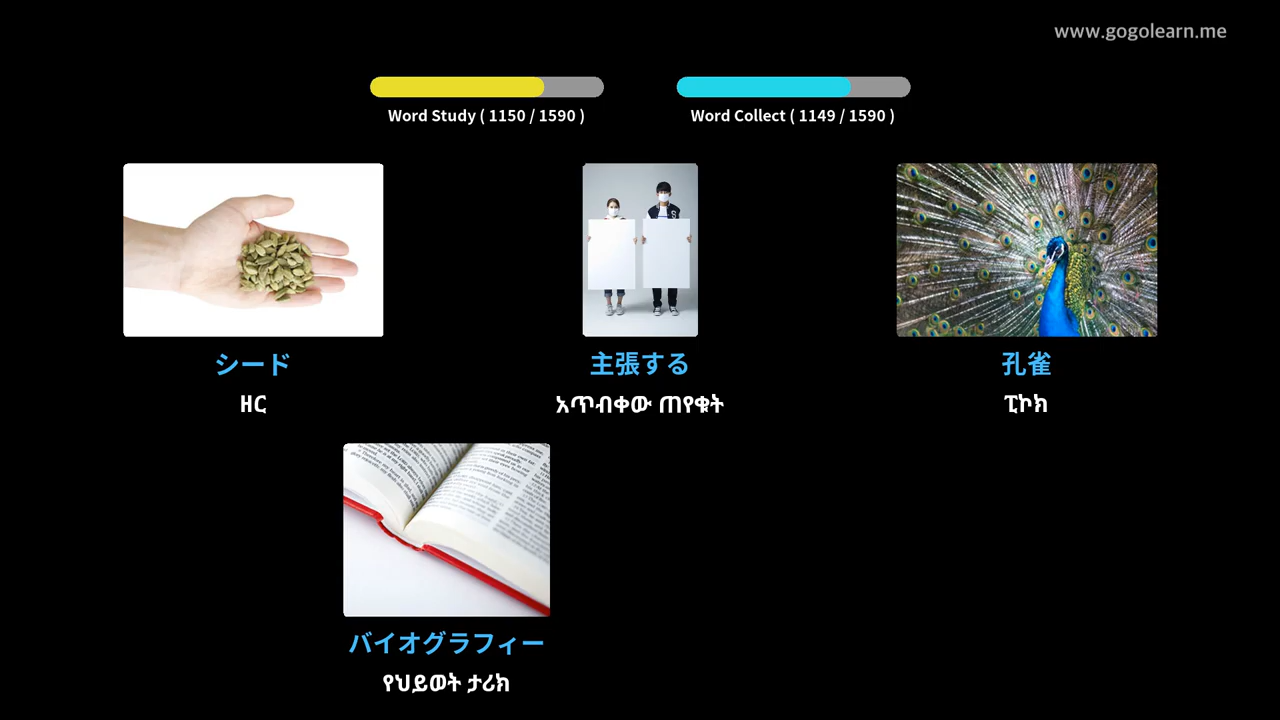 www.gogolearn.me
Word Study ( 1150 / 1590 )
Word Collect ( 1149 / 1590 )
シード
主張する
孔雀
ዘር
አጥብቀው ጠየቁት
ፒኮክ
バイオグラフィー
የህይወት ታሪክ